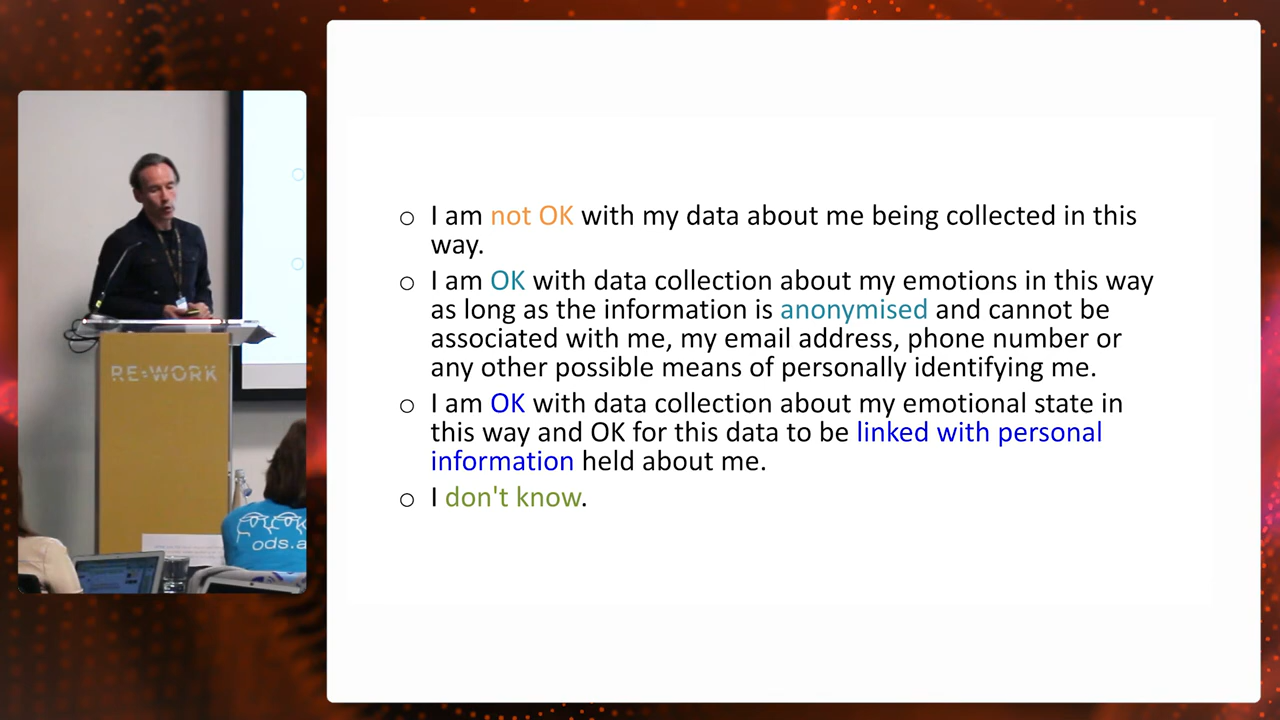 RE•WORK
ods.a
I am not OK with my data about me being collected in this
way.
I am OK with data collection about my emotions in this way
as long as the information is anonymised and cannot be
associated with me, my email address, phone number or
any other possible means of personally identifying me.
I am OK with data collection about my emotional state in
this way and OK for this data to be linked with personal
information held about me.
I don't know.